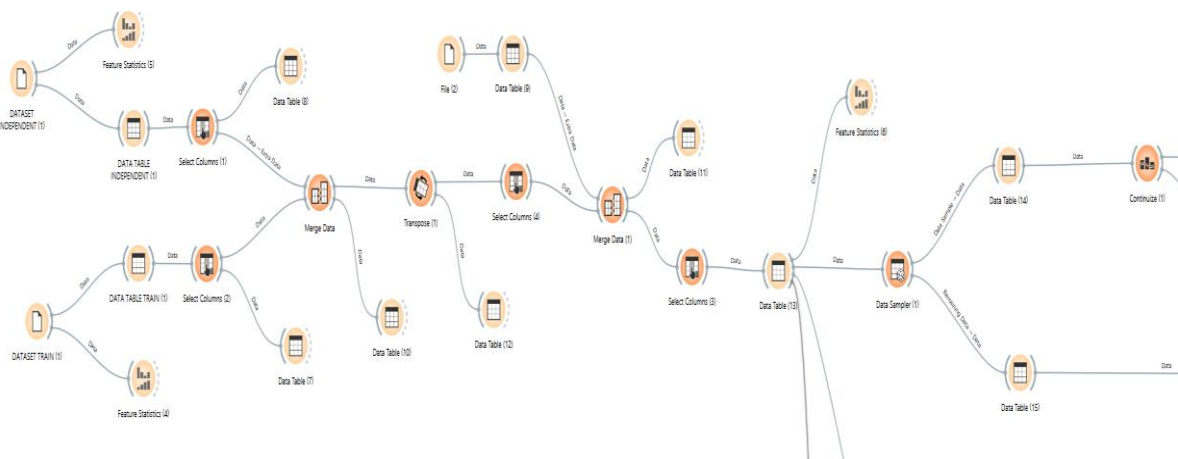 Data
Feature Statistics (5)
DATASET
INDEPENDENT (1)
Data
DATA TABLE
INDEPENDENT (1)
Data
Select Columns (1)
Data
Data Table (8)
Data → Extra Data
Data
Merge Data
DATASET TRAIN (1)
Data
DATA TABLE TRAIN (1)
Data
Select Columns (2)
Data
Data Table (7)
Data
Feature Statistics (4)
Data
Data Table (10)
Data
Transpose (1)
Data
Data Table (12)
Data
Select Columns (4)
Data
File (2)
Data
Data Table (9)
Data → Extra Data
Merge Data (1)
Data
Data Table (11)
Data
Select Columns (3)
Data
Data Table (13)
Data
Feature Statistics (6)
Data
Data Sampler (1)
Data Sample → Data
Data Table (14)
Data
Continuize (1)
Remaining Data → Data
Data Table (15)
Data